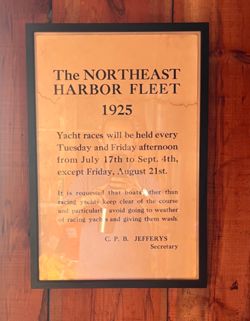 The NORTHEAST
HARBOR FLEET
1925
Yacht races will be held every
Tuesday and Friday afternoon
from July 17th to Sept. 4th,
except Friday, August 21st.
It is requested that boats other than
racing yachts keep clear of the course
and particularly avoid going to weather
of racing yachts and giving them wash.
C. P. B. JEFFERYS
Secretary